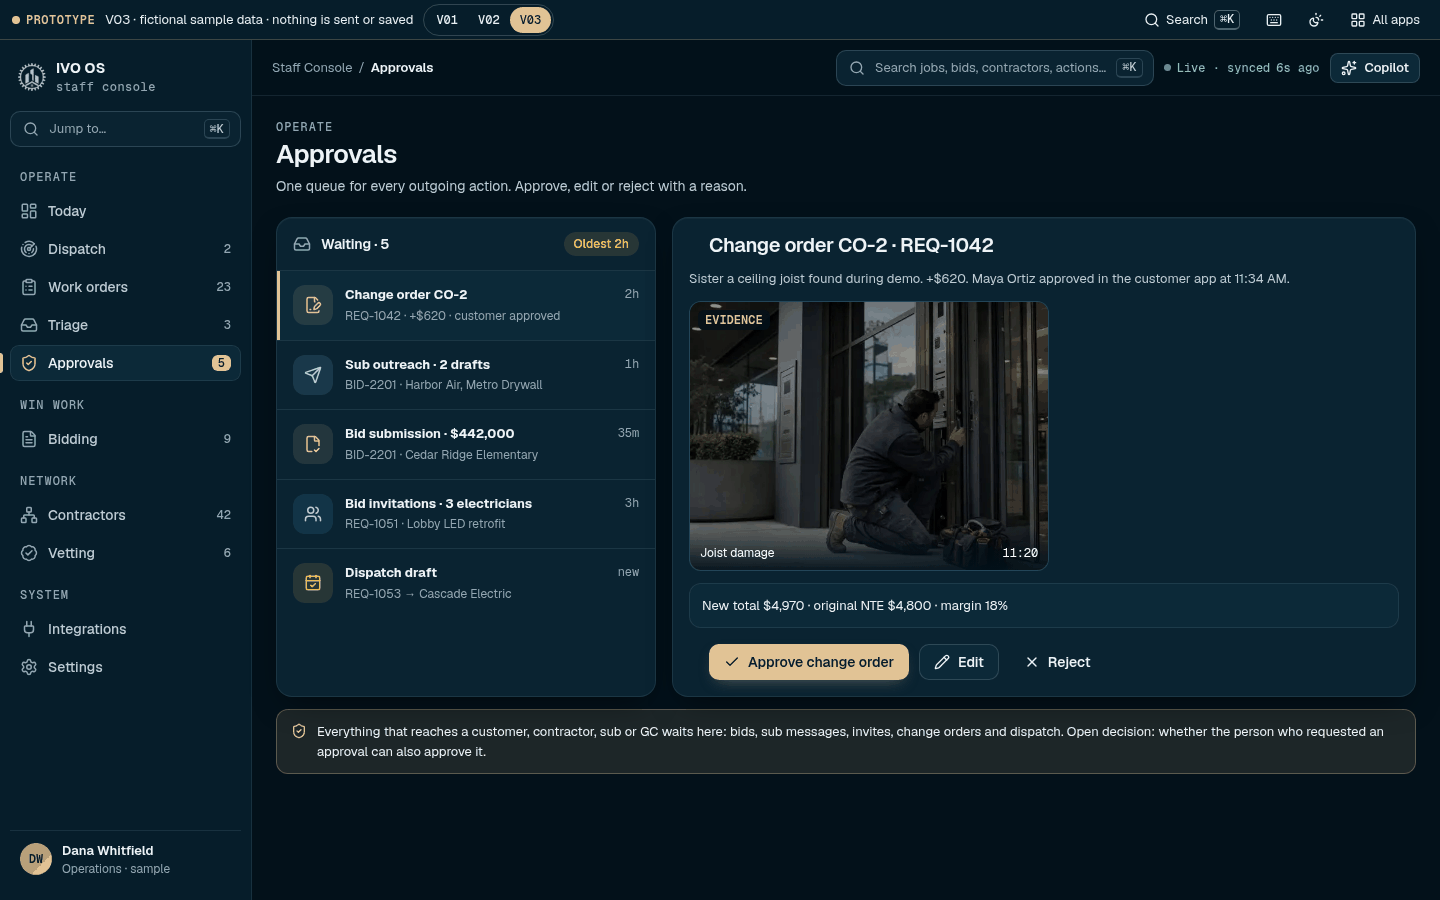 PROTOTYPE V03 · fictional sample data · nothing is sent or saved V01 V02 V03 Search ⌘K All apps
IVO OS
staff console
Jump to... ⌘K
OPERATE
Today
Dispatch 2
Work orders 23
Triage 3
Approvals 5
WIN WORK
Bidding 9
NETWORK
Contractors 42
Vetting 6
SYSTEM
Integrations
Settings
DW Dana Whitfield
Operations · sample
Staff Console / Approvals Search jobs, bids, contractors, actions... ⌘K Live · synced 6s ago Copilot
OPERATE
Approvals
One queue for every outgoing action. Approve, edit or reject with a reason.
Waiting · 5 Oldest 2h
Change order CO-2 2h
REQ-1042 · +$620 · customer approved
Sub outreach · 2 drafts 1h
BID-2201 · Harbor Air, Metro Drywall
Bid submission · $442,000 35m
BID-2201 · Cedar Ridge Elementary
Bid invitations · 3 electricians 3h
REQ-1051 · Lobby LED retrofit
Dispatch draft new
REQ-1053 → Cascade Electric
Change order CO-2 · REQ-1042
Sister a ceiling joist found during demo. +$620. Maya Ortiz approved in the customer app at 11:34 AM.
EVIDENCE
Joist damage 11:20
New total $4,970 · original NTE $4,800 · margin 18%
Approve change order Edit Reject
Everything that reaches a customer, contractor, sub or GC waits here: bids, sub messages, invites, change orders and dispatch. Open decision: whether the person who requested an
approval can also approve it.